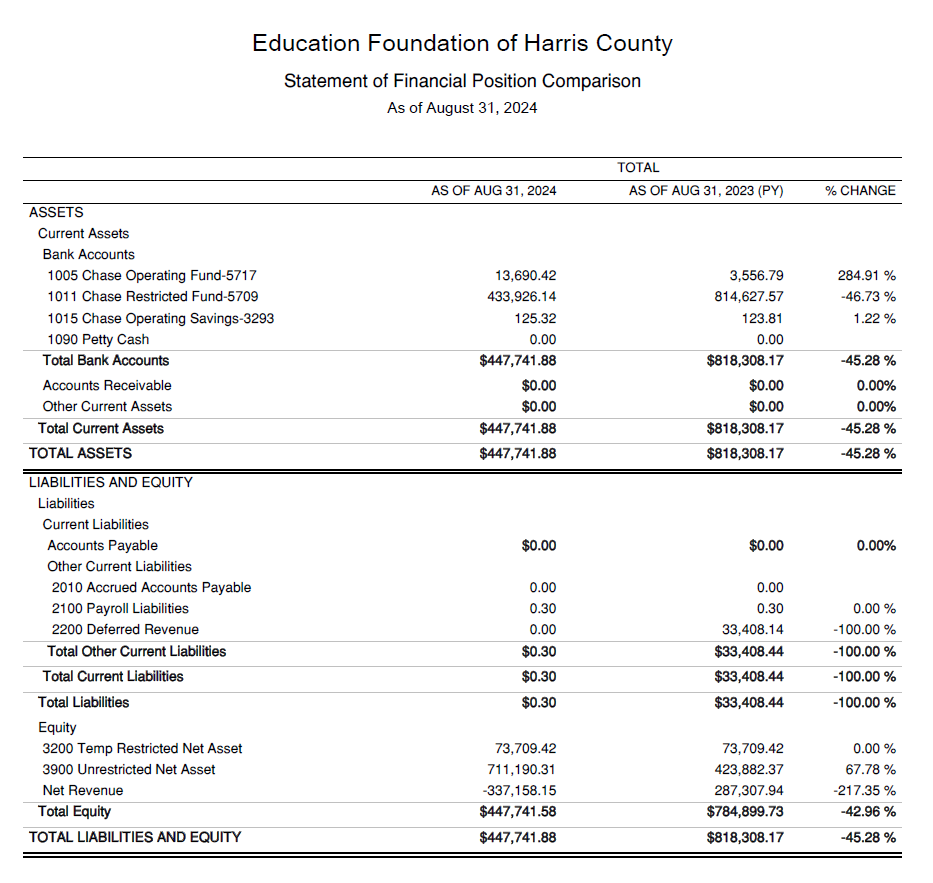 Education Foundation of Harris County
Statement of Financial Position Comparison
As of August 31, 2024
TOTAL
AS OF AUG 31, 2024 AS OF AUG 31, 2023 (PY) % CHANGE
ASSETS
Current Assets
Bank Accounts
1005 Chase Operating Fund-5717 13,690.42 3,556.79 284.91 %
1011 Chase Restricted Fund-5709 433,926.14 814,627.57 -46.73 %
1015 Chase Operating Savings-3293 125.32 123.81 1.22 %
1090 Petty Cash 0.00 0.00
Total Bank Accounts $447,741.88 $818,308.17 -45.28 %
Accounts Receivable $0.00 $0.00 0.00%
Other Current Assets $0.00 $0.00 0.00%
Total Current Assets $447,741.88 $818,308.17 -45.28 %
TOTAL ASSETS $447,741.88 $818,308.17 -45.28 %
LIABILITIES AND EQUITY
Liabilities
Current Liabilities
Accounts Payable $0.00 $0.00 0.00%
Other Current Liabilities
2010 Accrued Accounts Payable 0.00 0.00
2100 Payroll Liabilities 0.30 0.30 0.00 %
2200 Deferred Revenue 0.00 33,408.14 -100.00 %
Total Other Current Liabilities $0.30 $33,408.44 -100.00 %
Total Current Liabilities $0.30 $33,408.44 -100.00 %
Total Liabilities $0.30 $33,408.44 -100.00 %
Equity
3200 Temp Restricted Net Asset 73,709.42 73,709.42 0.00 %
3900 Unrestricted Net Asset 711,190.31 423,882.37 67.78 %
Net Revenue -337,158.15 287,307.94 -217.35 %
Total Equity $447,741.58 $784,899.73 -42.96 %
TOTAL LIABILITIES AND EQUITY $447,741.88 $818,308.17 -45.28 %